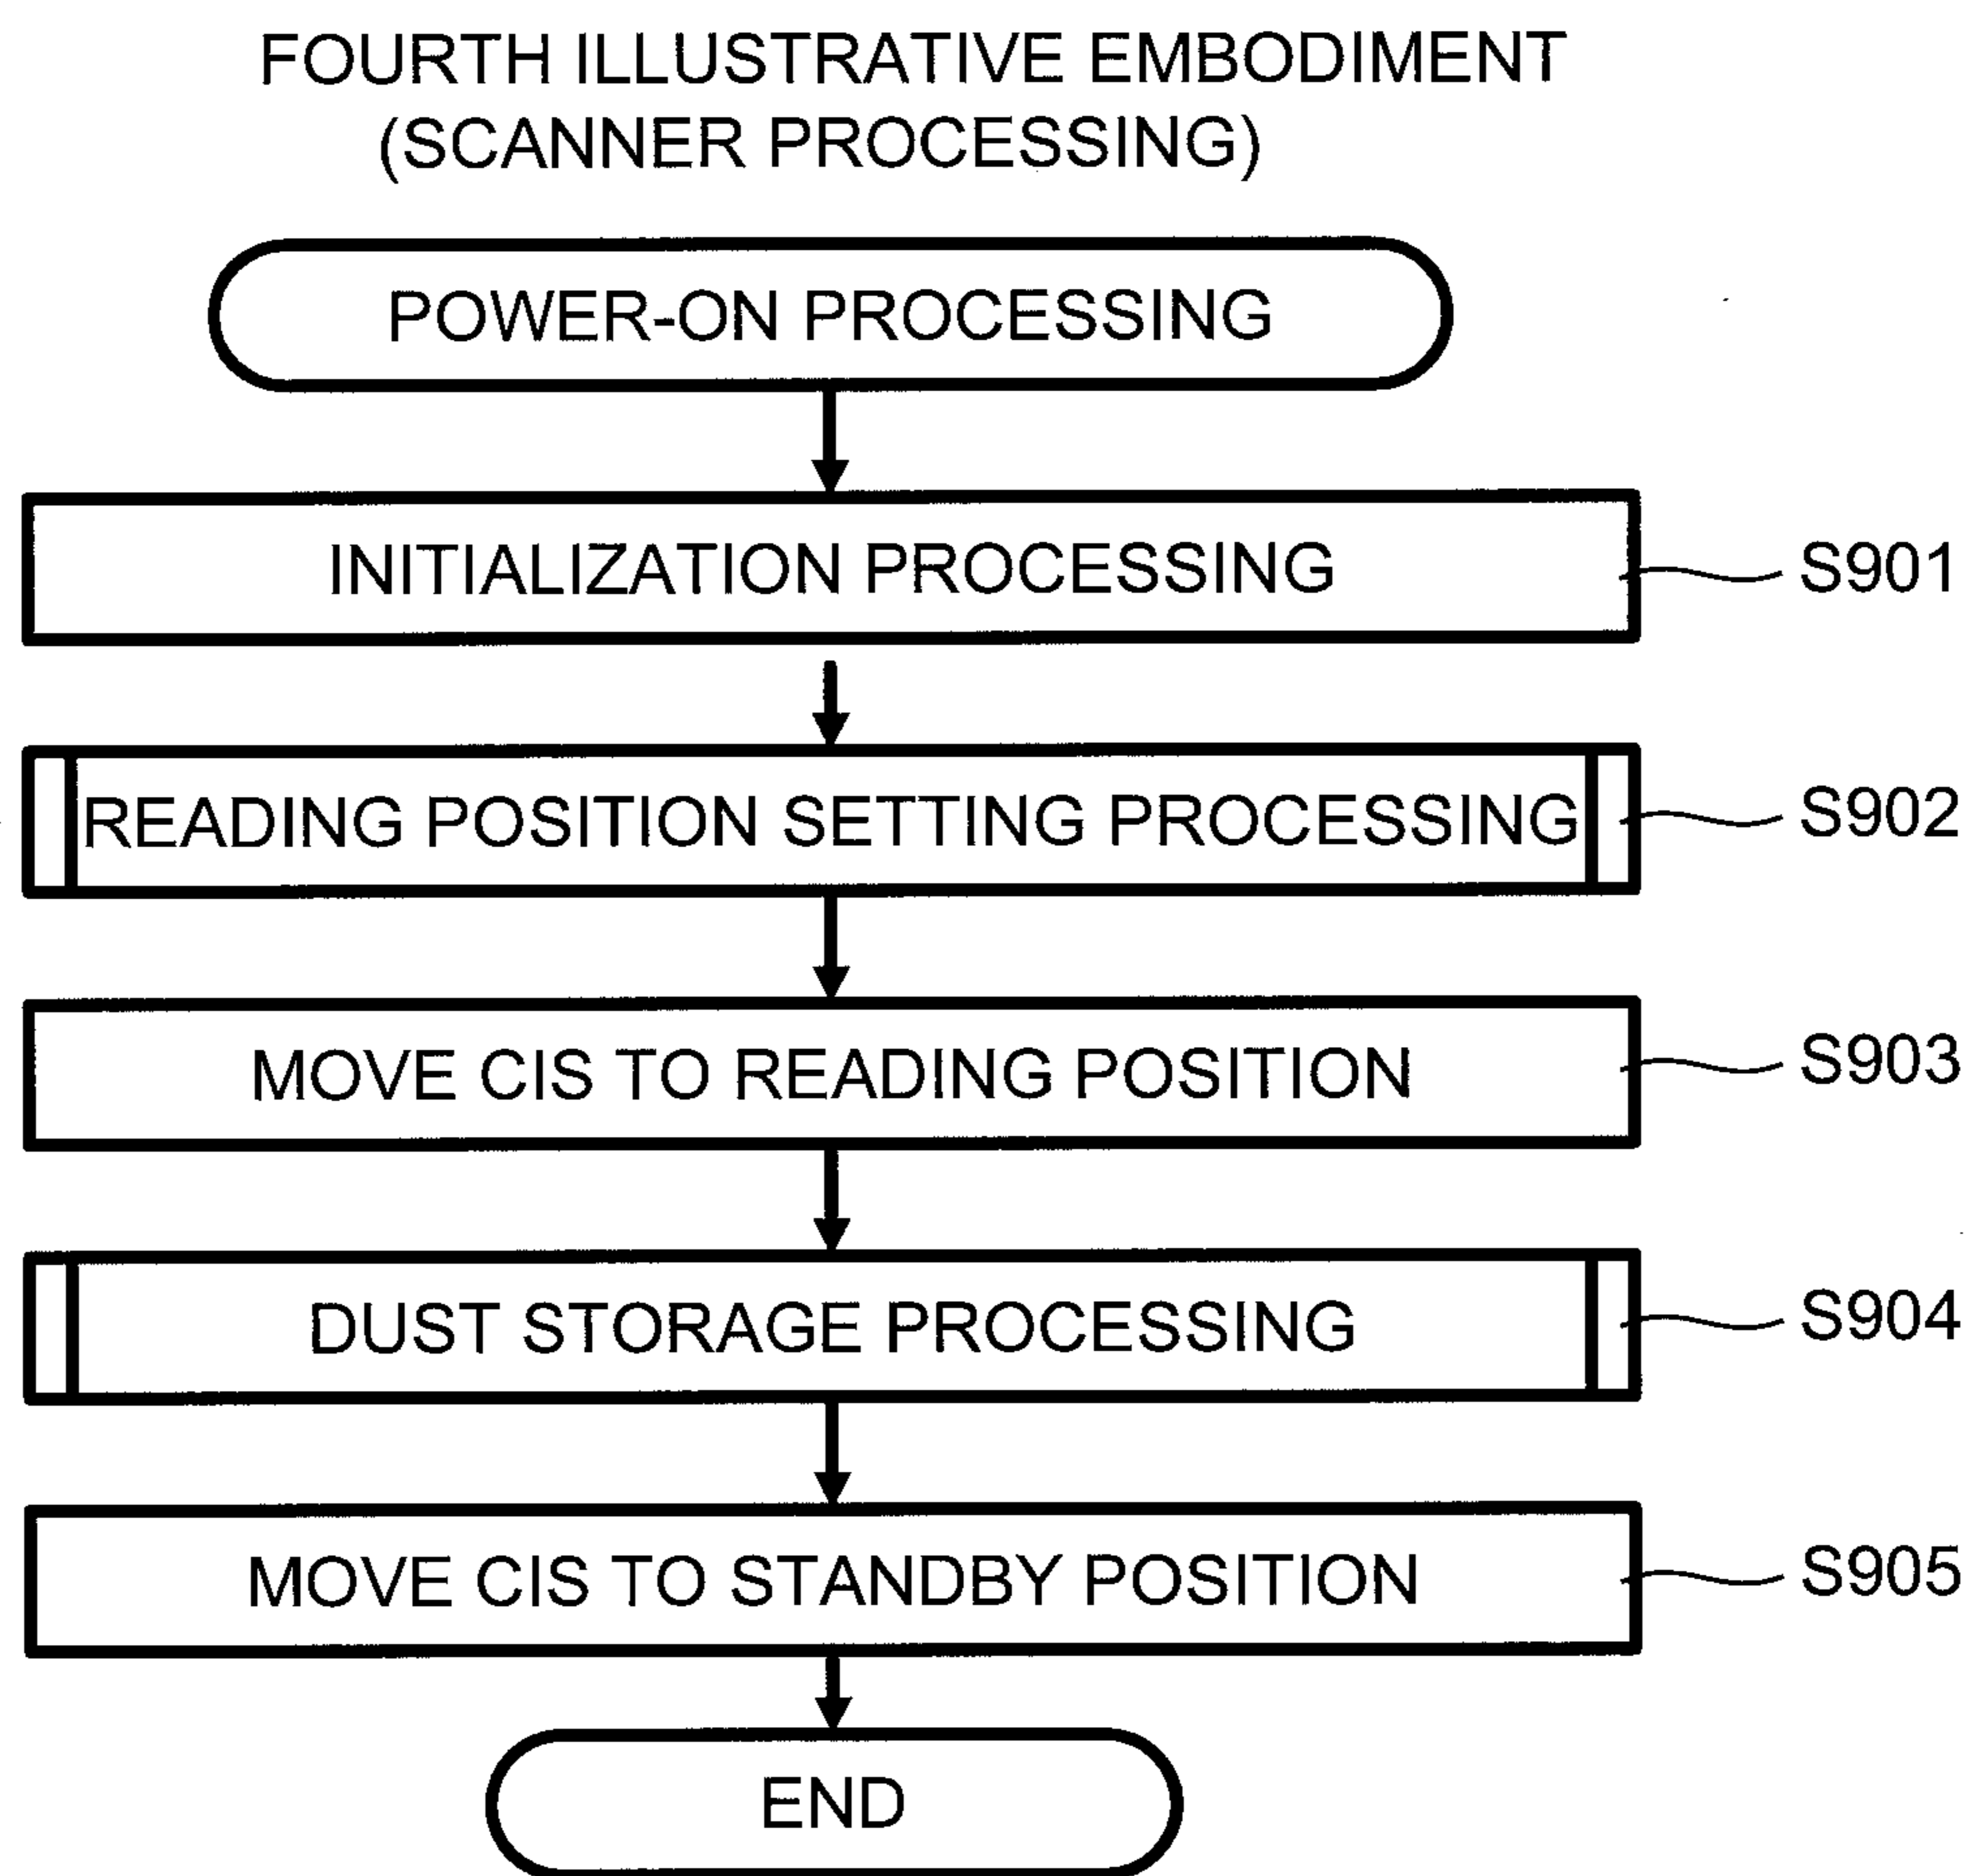 FOURTH ILLUSTRATIVE EMBODIMENT
(SCANNER PROCESSING)
POWER-ON PROCESSING
INITIALIZATION PROCESSING
S901
READING POSITION SETTING PROCESSING
S902
MOVE CIS TO READING POSITION
S903
DUST STORAGE PROCESSING
S904
MOVE CIS TO STANDBY POSITION
S905
END